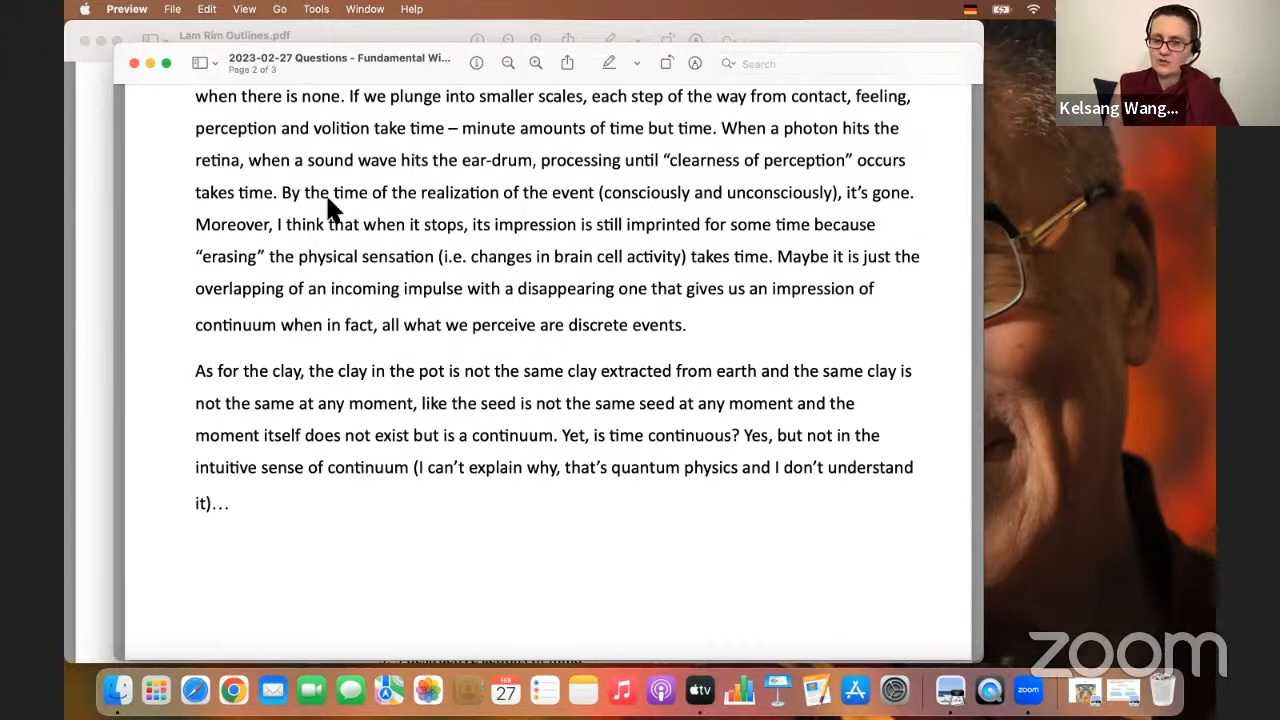 Preview File Edit View Go Tools Window Help
Lam Rim Outlines.pdf
2023-02-27 Questions - Fundamental Wi...
Page 2 of 3
Search
Kelsang Wang...
when there is none. If we plunge into smaller scales, each step of the way from contact, feeling,
perception and volition take time – minute amounts of time but time. When a photon hits the
retina, when a sound wave hits the ear-drum, processing until “clearness of perception” occurs
takes time. By the time of the realization of the event (consciously and unconsciously), it’s gone.
Moreover, I think that when it stops, its impression is still imprinted for some time because
“erasing” the physical sensation (i.e. changes in brain cell activity) takes time. Maybe it is just the
overlapping of an incoming impulse with a disappearing one that gives us an impression of
continuum when in fact, all what we perceive are discrete events.
As for the clay, the clay in the pot is not the same clay extracted from earth and the same clay is
not the same at any moment, like the seed is not the same seed at any moment and the
moment itself does not exist but is a continuum. Yet, is time continuous? Yes, but not in the
intuitive sense of continuum (I can’t explain why, that’s quantum physics and I don’t understand
it)…
zoom
FEB
27
tv
zoom